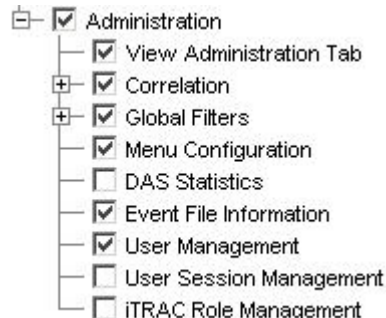 Administration
View Administration Tab
Correlation
Global Filters
Menu Configuration
DAS Statistics
Event File Information
User Management
User Session Management
iTRAC Role Management